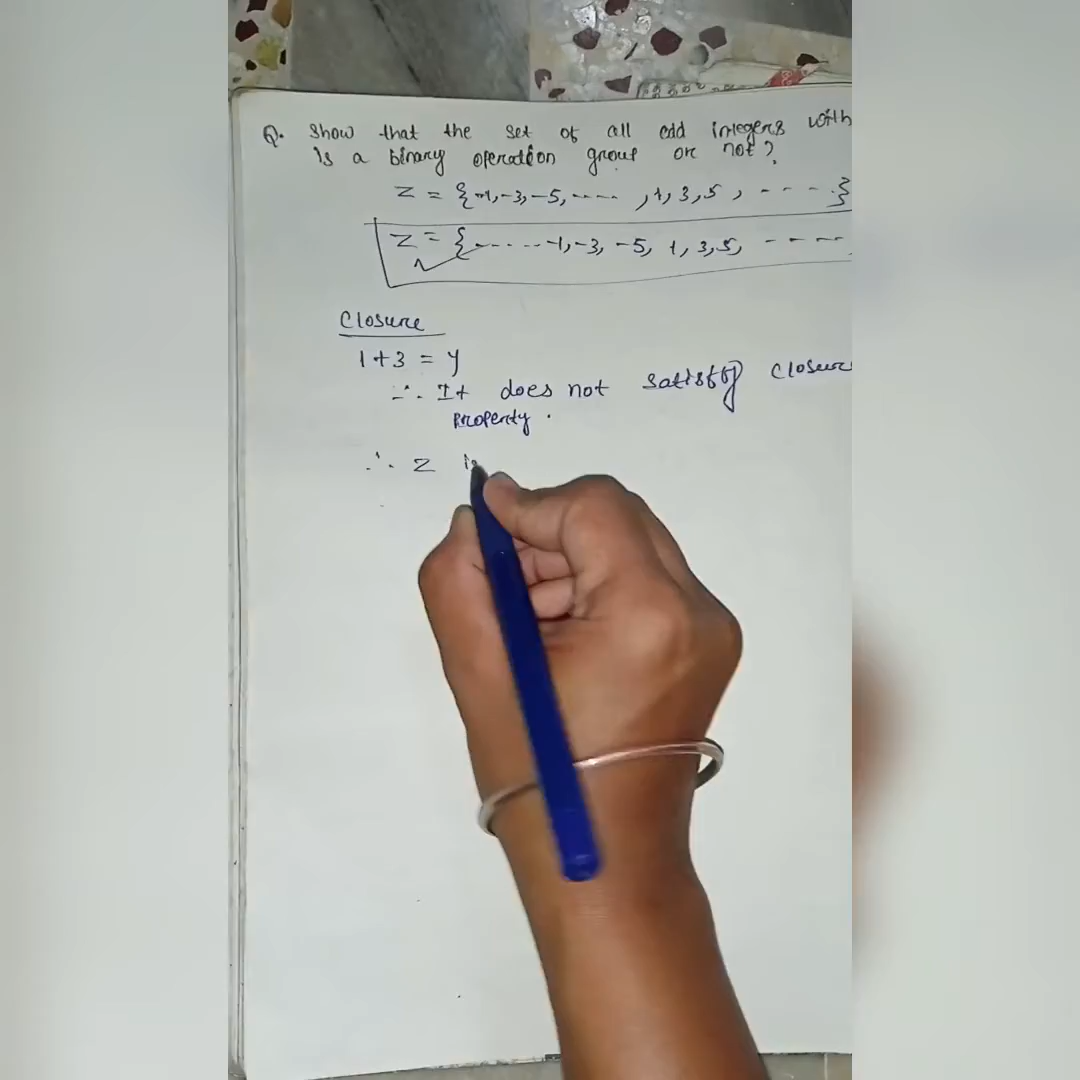 Q. Show that the set of all odd integers with
is a binary operation group or not?
Z = {-1, -3, -5, ..... , 1, 3, 5, - - - - .}
Z = {...... -1, -3, -5, 1, 3, 5, - - - - -
Closure
1 + 3 = 4
∴ It does not satisfy closure
property.
∴ Z is